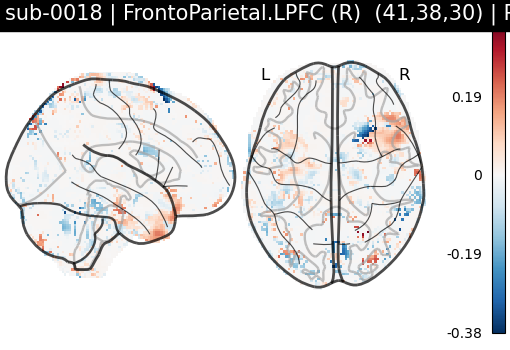 sub-0018 | FrontoParietal.LPFC (R) (41,38,30) |
L
R
0.19
0
-0.19
-0.38